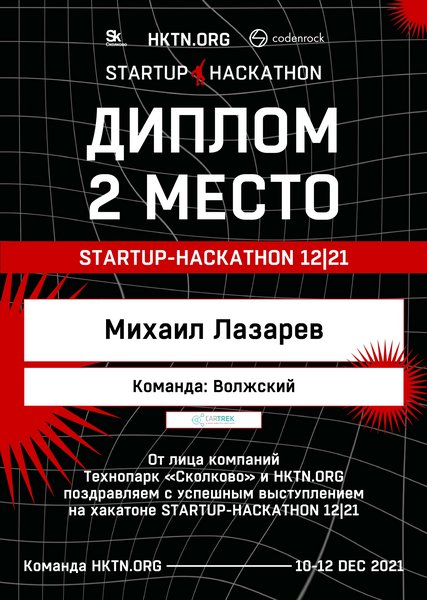 Sk
Сколково
HKTN.ORG
codenrock
STARTUP HACKATHON
ДИПЛОМ
2 МЕСТО
STARTUP-HACKATHON 12|21
Михаил Лазарев
Команда: Волжский
CARTREK
От лица компаний
Технопарк «Сколково» и HKTN.ORG
поздравляем с успешным выступлением
на хакатоне STARTUP-HACKATHON 12|21
Команда HKTN.ORG
10-12 DEC 2021